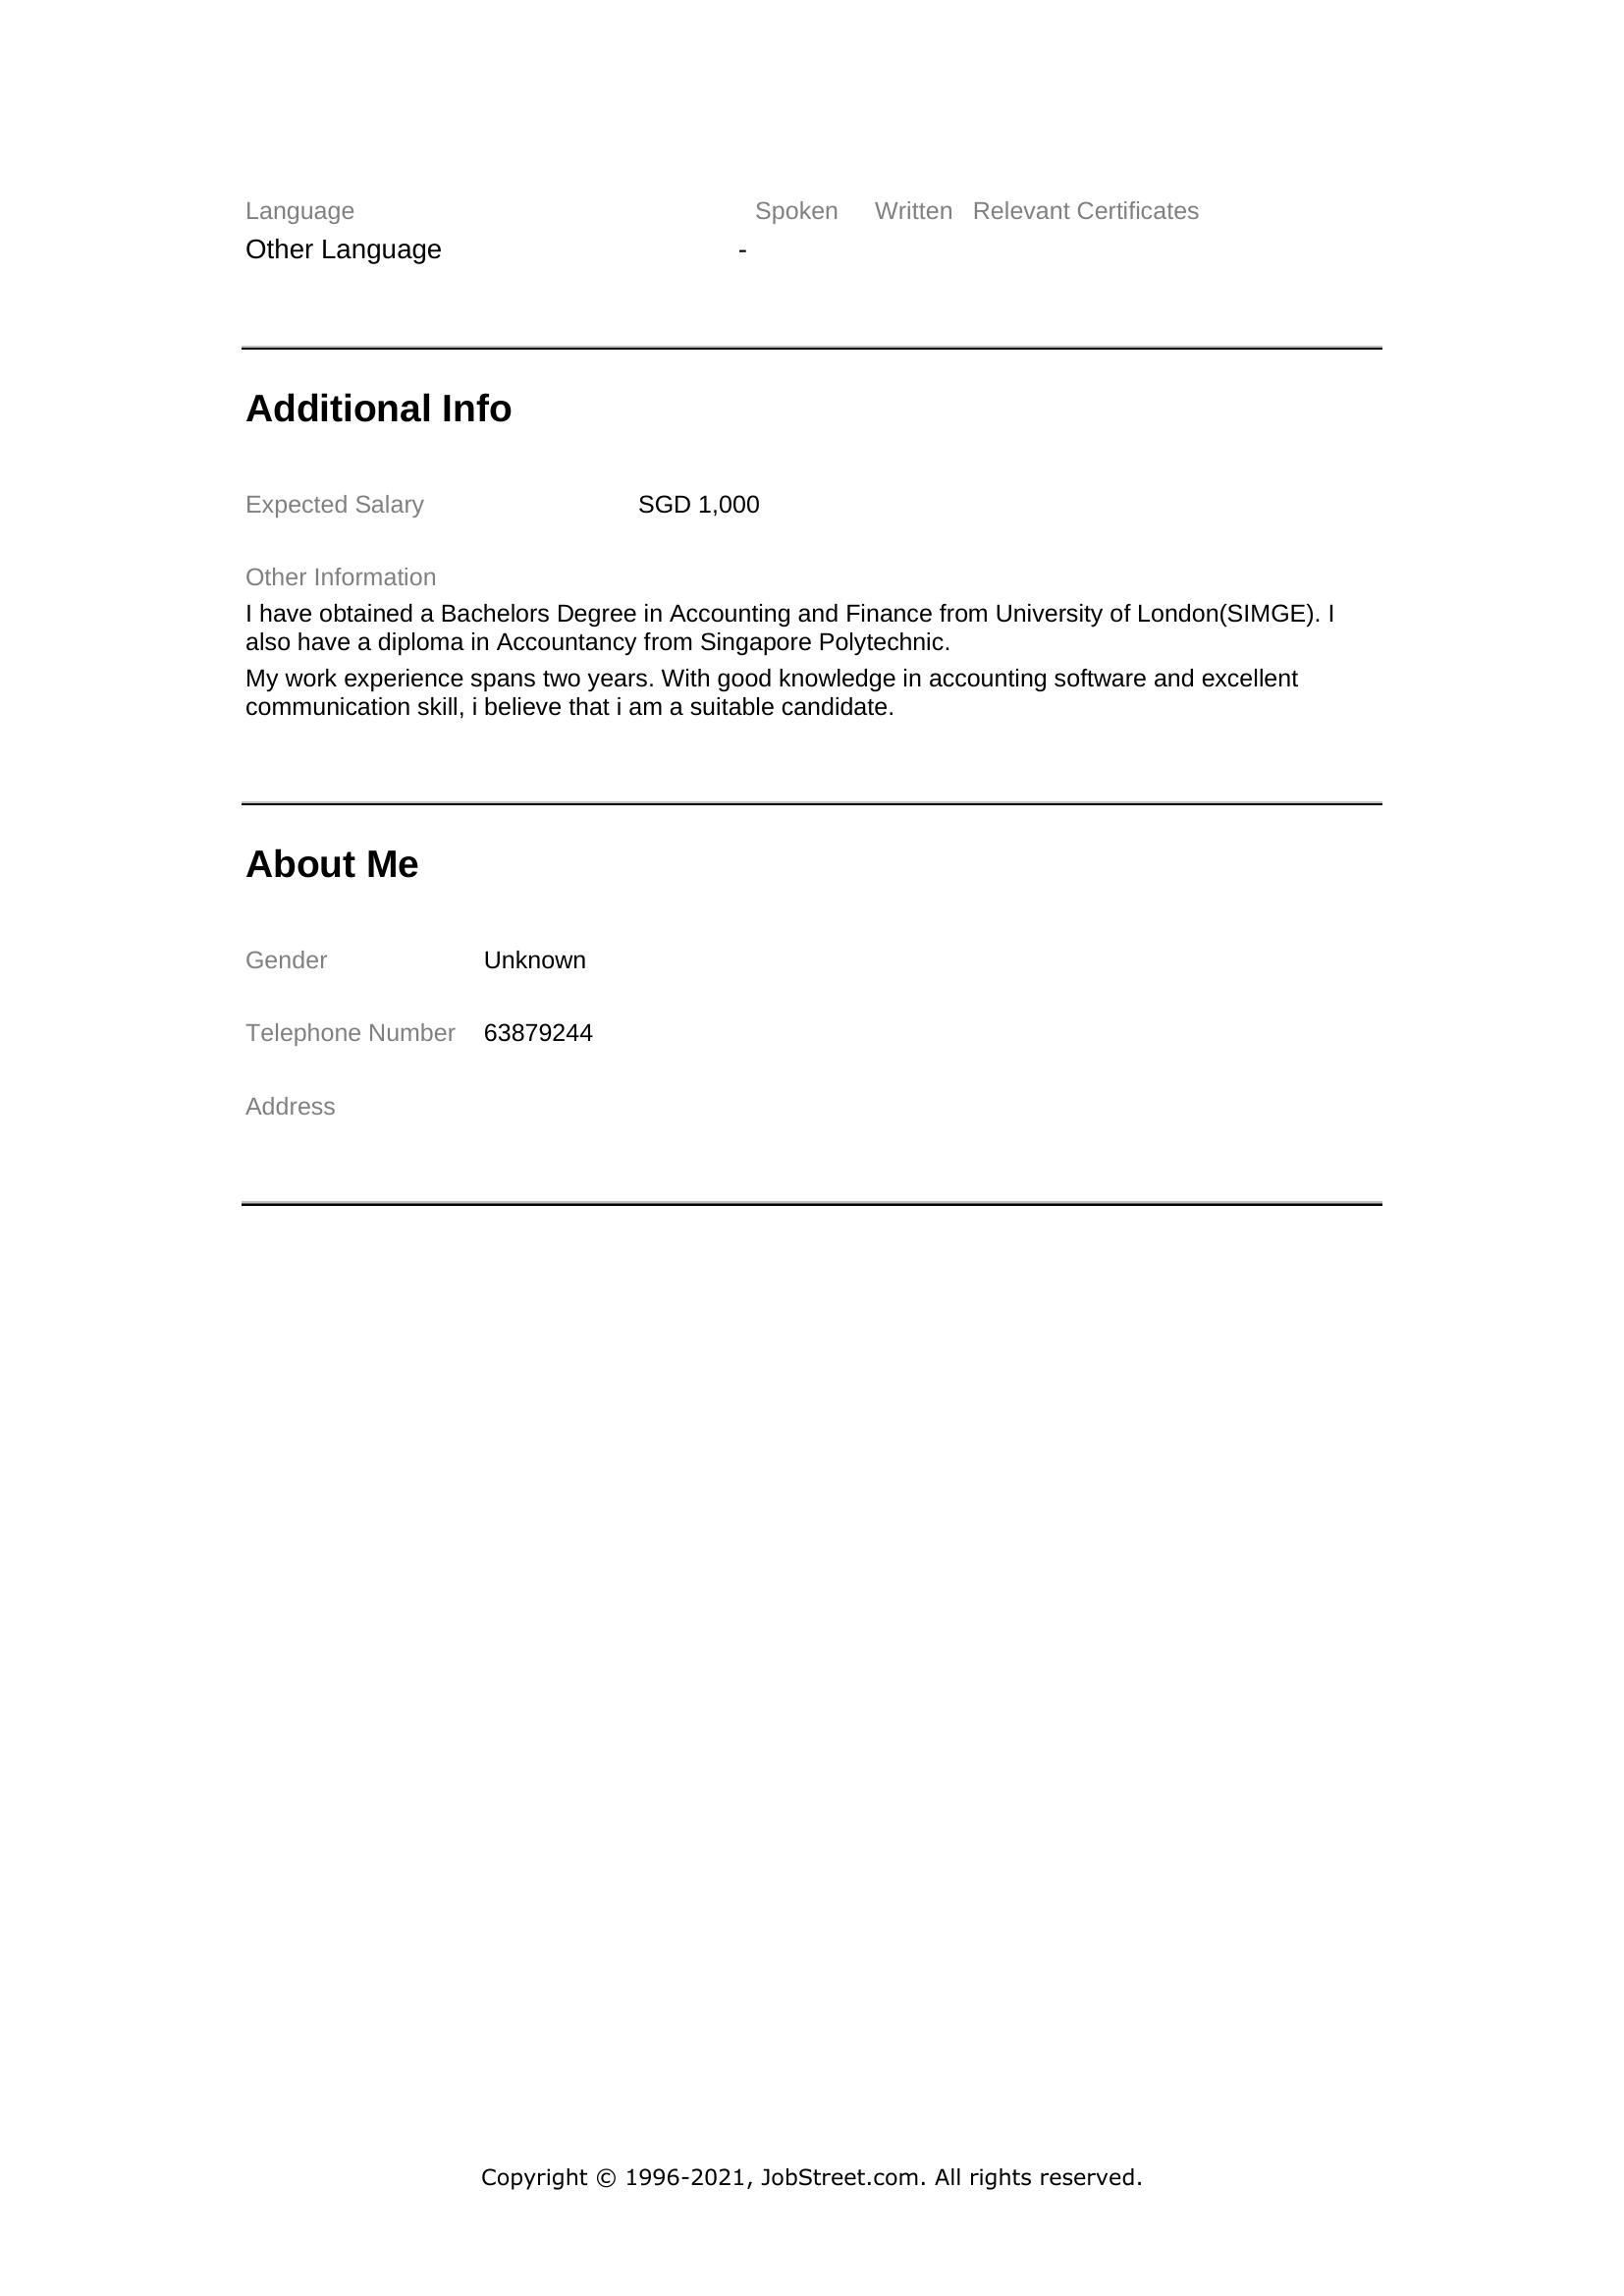 Language Spoken Written Relevant Certificates
Other Language -
Additional Info
Expected Salary SGD 1,000
Other Information
I have obtained a Bachelors Degree in Accounting and Finance from University of London(SIMGE). I
also have a diploma in Accountancy from Singapore Polytechnic.
My work experience spans two years. With good knowledge in accounting software and excellent
communication skill, i believe that i am a suitable candidate.
About Me
Gender Unknown
Telephone Number 63879244
Address
Copyright © 1996-2021, JobStreet.com. All rights reserved.